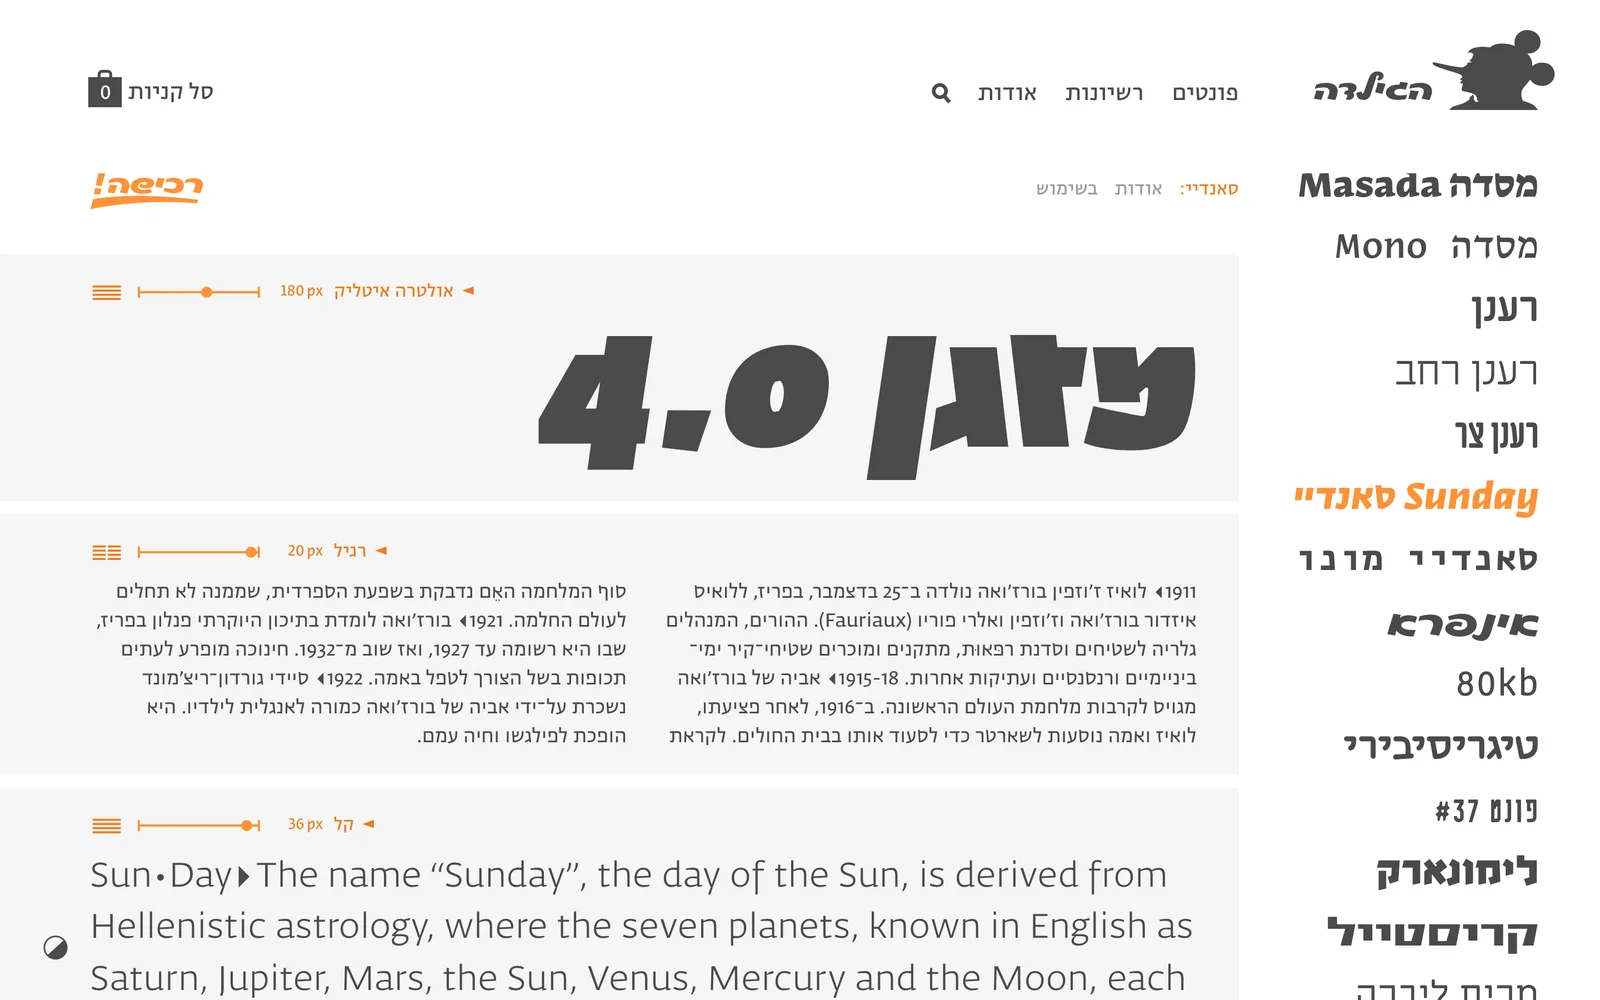 הגילדה
פונטים רשיונות אודות
סל קניות 0
מסדה Masada
מסדה Mono
רענן
רענן רחב
רענן צר
Sunday סאנדיי
סאנדיי מונו
אינפרא
80kb
טיגריסיבירי
פונט 37#
לימונארק
קריסטייל
מרית ליברה
סאנדיי: אודות בשימוש
רכישה!
אולטרה איטליק 180 px
מזגן 4.0
רגיל 20 px
1911 לואיז ז'וזפין בורז'ואה נולדה ב־25 בדצמבר, בפריז, ללואיס
איזדור בורז'ואה וז'וזפין ואלרי פוריו (Fauriaux). ההורים, המנהלים
גלריה לשטיחים וסדנת רפּאוּת, מתקנים ומוכרים שטיחי־קיר ימי־
ביניימיים ורנסנסיים ועתיקות אחרות. 1915-18 אביה של בורז'ואה
מגויס לקרבות מלחמת העולם הראשונה. ב־1916, לאחר פציעתו,
לואיז ואמה נוסעות לשארטר כדי לסעוד אותו בבית החולים. לקראת
סוף המלחמה האֵם נדבקת בשפעת הספרדית, שממנה לא תחלים
לעולם החלמה. 1921 בורז'ואה לומדת בתיכון היוקרתי פנלון בפריז,
שבו היא רשומה עד 1927, ואז שוב מ־1932. חינוכה מופרע לעתים
תכופות בשל הצורך לטפל באמה. 1922 סיידי גורדון־ריצ'מונד
נשכרת על־ידי אביה של בורז'ואה כמורה לאנגלית לילדיו. היא
הופכת לפילגשו וחיה עמם.
קל 36 px
Sun•Day The name “Sunday”, the day of the Sun, is derived from
Hellenistic astrology, where the seven planets, known in English as
Saturn, Jupiter, Mars, the Sun, Venus, Mercury and the Moon, each